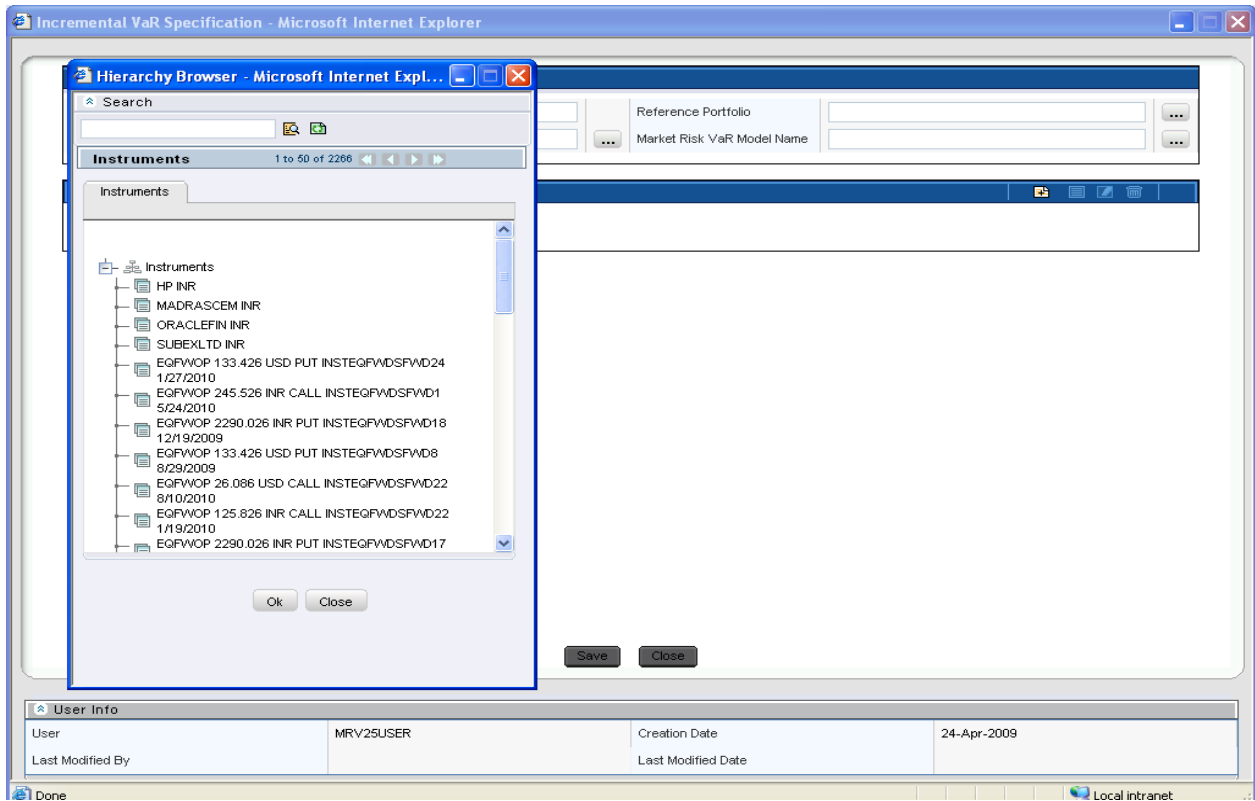 Incremental VaR Specification - Microsoft Internet Explorer
Hierarchy Browser - Microsoft Internet Expl...
Search
Instruments 1 to 50 of 2266
Instruments
Instruments
HP INR
MADRASCEM INR
ORACLEFIN INR
SUBEXLTD INR
EQFWOP 133.426 USD PUT INSTEQFWDSFWD24
1/27/2010
EQFWOP 245.526 INR CALL INSTEQFWDSFWD1
5/24/2010
EQFWOP 2290.026 INR PUT INSTEQFWDSFWD18
12/19/2009
EQFWOP 133.426 USD PUT INSTEQFWDSFWD8
8/29/2009
EQFWOP 26.086 USD CALL INSTEQFWDSFWD22
8/10/2010
EQFWOP 125.826 INR CALL INSTEQFWDSFWD22
1/19/2010
EQFWOP 2290.026 INR PUT INSTEQFWDSFWD17
Ok Close
Reference Portfolio ...
... Market Risk VaR Model Name ...
Save Close
User Info
User MRV25USER Creation Date 24-Apr-2009
Last Modified By Last Modified Date
Done Local intranet